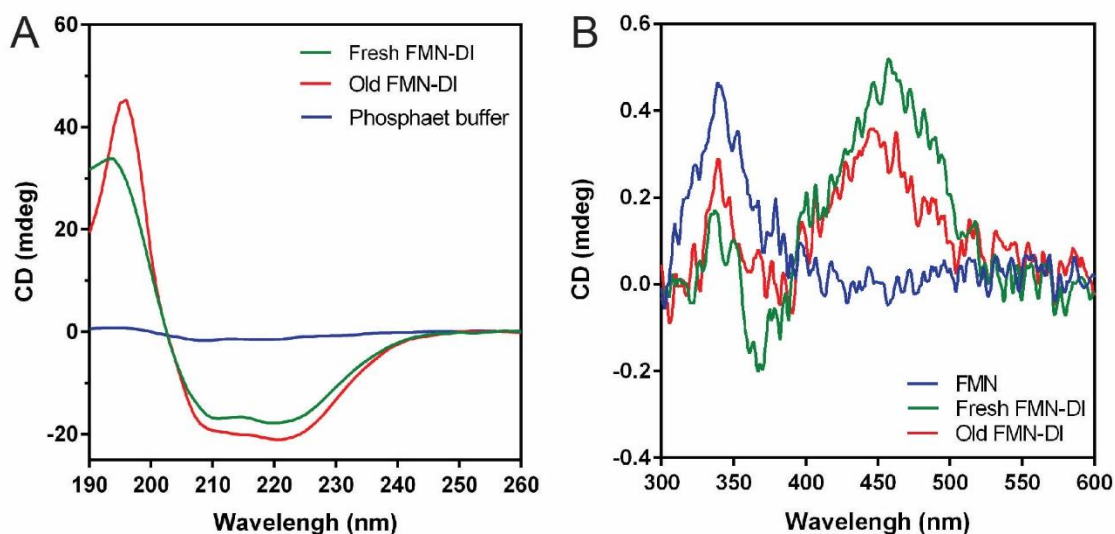 A
60
40
20
0
-20
CD (mdeg)
Fresh FMN-DI
Old FMN-DI
Phosphaet buffer
190 200 210 220 230 240 250 260
Wavelengh (nm)
B
0.6
0.4
0.2
0.0
-0.2
-0.4
CD (mdeg)
FMN
Fresh FMN-DI
Old FMN-DI
300 350 400 450 500 550 600
Wavelengh (nm)